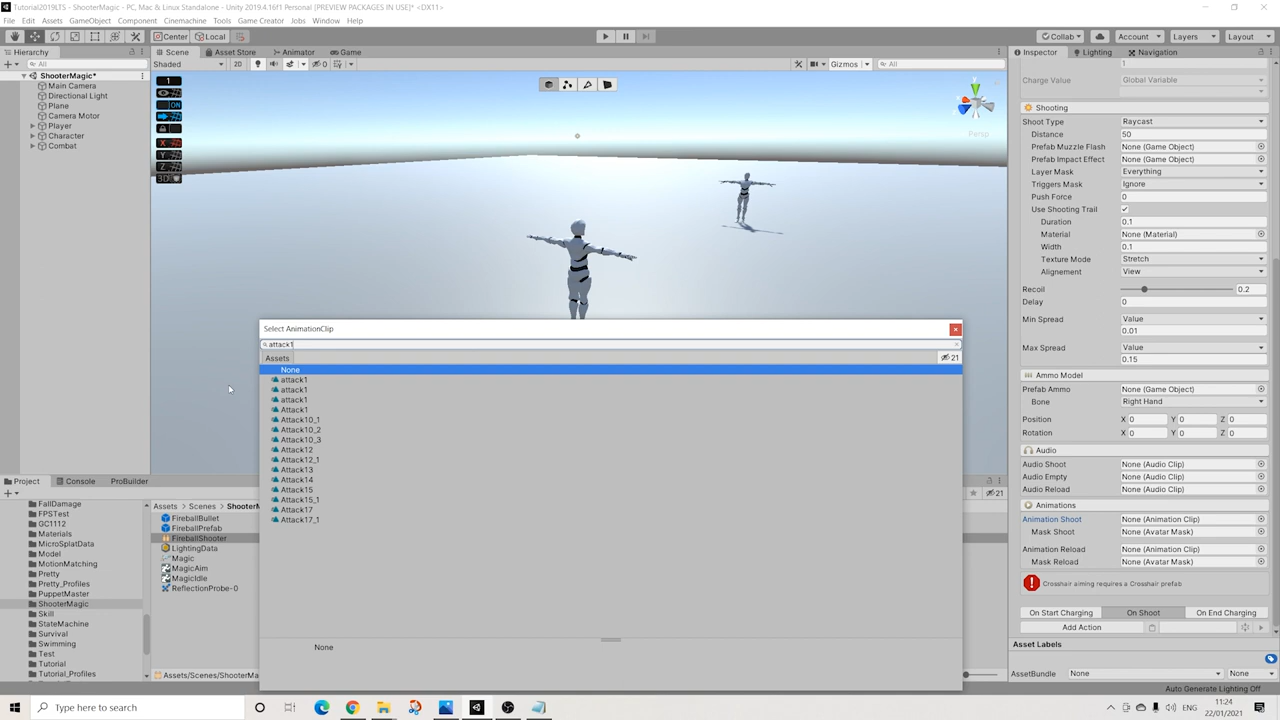 Tutorial2019LTS - ShooterMagic - PC, Mac & Linux Standalone - Unity 2019.4.16f1 Personal [PREVIEW PACKAGES IN USE]* <DX11>
File Edit Assets GameObject Component Cinemachine Tools Game Creator Jobs Window Help
Center Local Collab Account Layers Layout
Hierarchy
All
ShooterMagic*
Main Camera
Directional Light
Plane
Camera Motor
Player
Character
Combat
Scene Asset Store Animator Game
Shaded 2D 0 Gizmos All
1
ON
X
Y
Z
3D
y
Persp
Select AnimationClip
attack1
Assets 21
None
attack1
attack1
attack1
Attack1
Attack10_1
Attack10_2
Attack10_3
Attack12
Attack12_1
Attack13
Attack14
Attack15
Attack15_1
Attack17
Attack17_1
None
Project Console ProBuilder
21
FallDamage
FPSTest
GC1112
Materials
MicroSplatData
Model
MotionMatching
Pretty
Pretty_Profiles
PuppetMaster
ShooterMagic
Skill
StateMachine
Survival
Swimming
Test
Tutorial
Tutorial_Profiles
Assets Scenes ShooterM
FireballBullet
FireballPrefab
FireballShooter
LightingData
Magic
MagicAim
MagicIdle
ReflectionProbe-0
Assets/Scenes/ShooterMa
Inspector Lighting Navigation
1
Charge Value Global Variable
Shooting
Shoot Type Raycast
Distance 50
Prefab Muzzle Flash None (Game Object)
Prefab Impact Effect None (Game Object)
Layer Mask Everything
Triggers Mask Ignore
Push Force 0
Use Shooting Trail
Duration 0.1
Material None (Material)
Width 0.1
Texture Mode Stretch
Alignement View
Recoil 0.2
Delay 0
Min Spread Value
0.01
Max Spread Value
0.15
Ammo Model
Prefab Ammo None (Game Object)
Bone Right Hand
Position X 0 Y 0 Z 0
Rotation X 0 Y 0 Z 0
Audio
Audio Shoot None (Audio Clip)
Audio Empty None (Audio Clip)
Audio Reload None (Audio Clip)
Animations
Animation Shoot None (Animation Clip)
Mask Shoot None (Avatar Mask)
Animation Reload None (Animation Clip)
Mask Reload None (Avatar Mask)
Crosshair aiming requires a Crosshair prefab
On Start Charging On Shoot On End Charging
Add Action
Asset Labels
AssetBundle None None
Auto Generate Lighting Off
Type here to search
ENG
11:24
22/01/2021